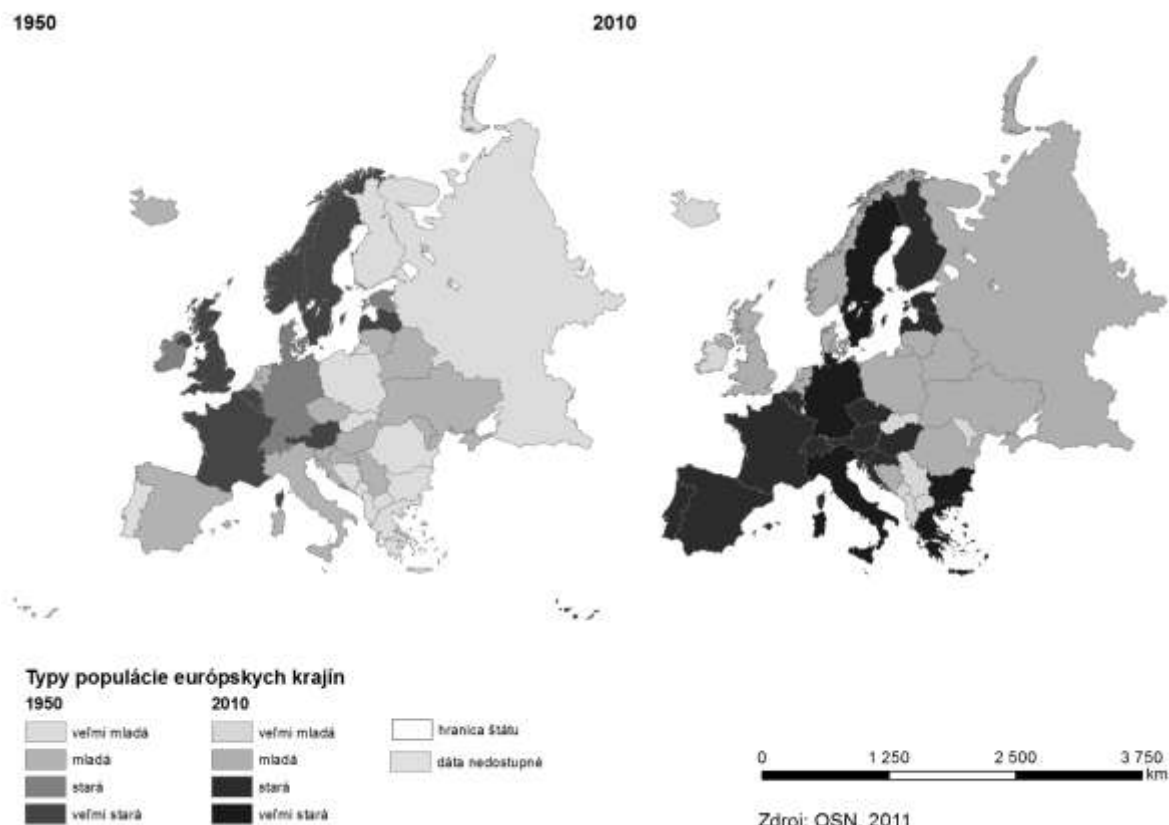 1950
2010
Typy populácie európskych krajín
1950
2010
veľmi mladá
mladá
stará
veľmi stará
veľmi mladá
mladá
stará
veľmi stará
hranica štátu
dáta nedostupné
0 1 250 2 500 3 750
km
Zdroj: OSN, 2011